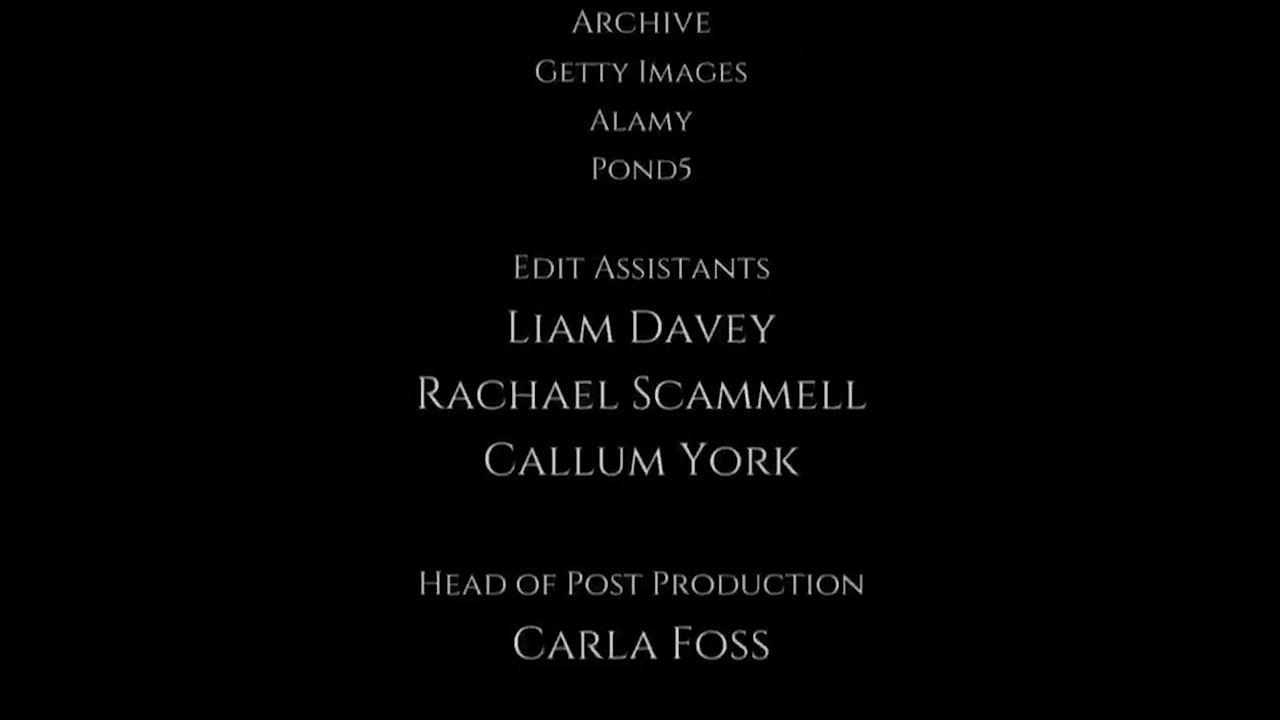 Archive
Getty Images
Alamy
Pond5
Edit Assistants
Liam Davey
Rachael Scammell
Callum York
Head of Post Production
Carla Foss